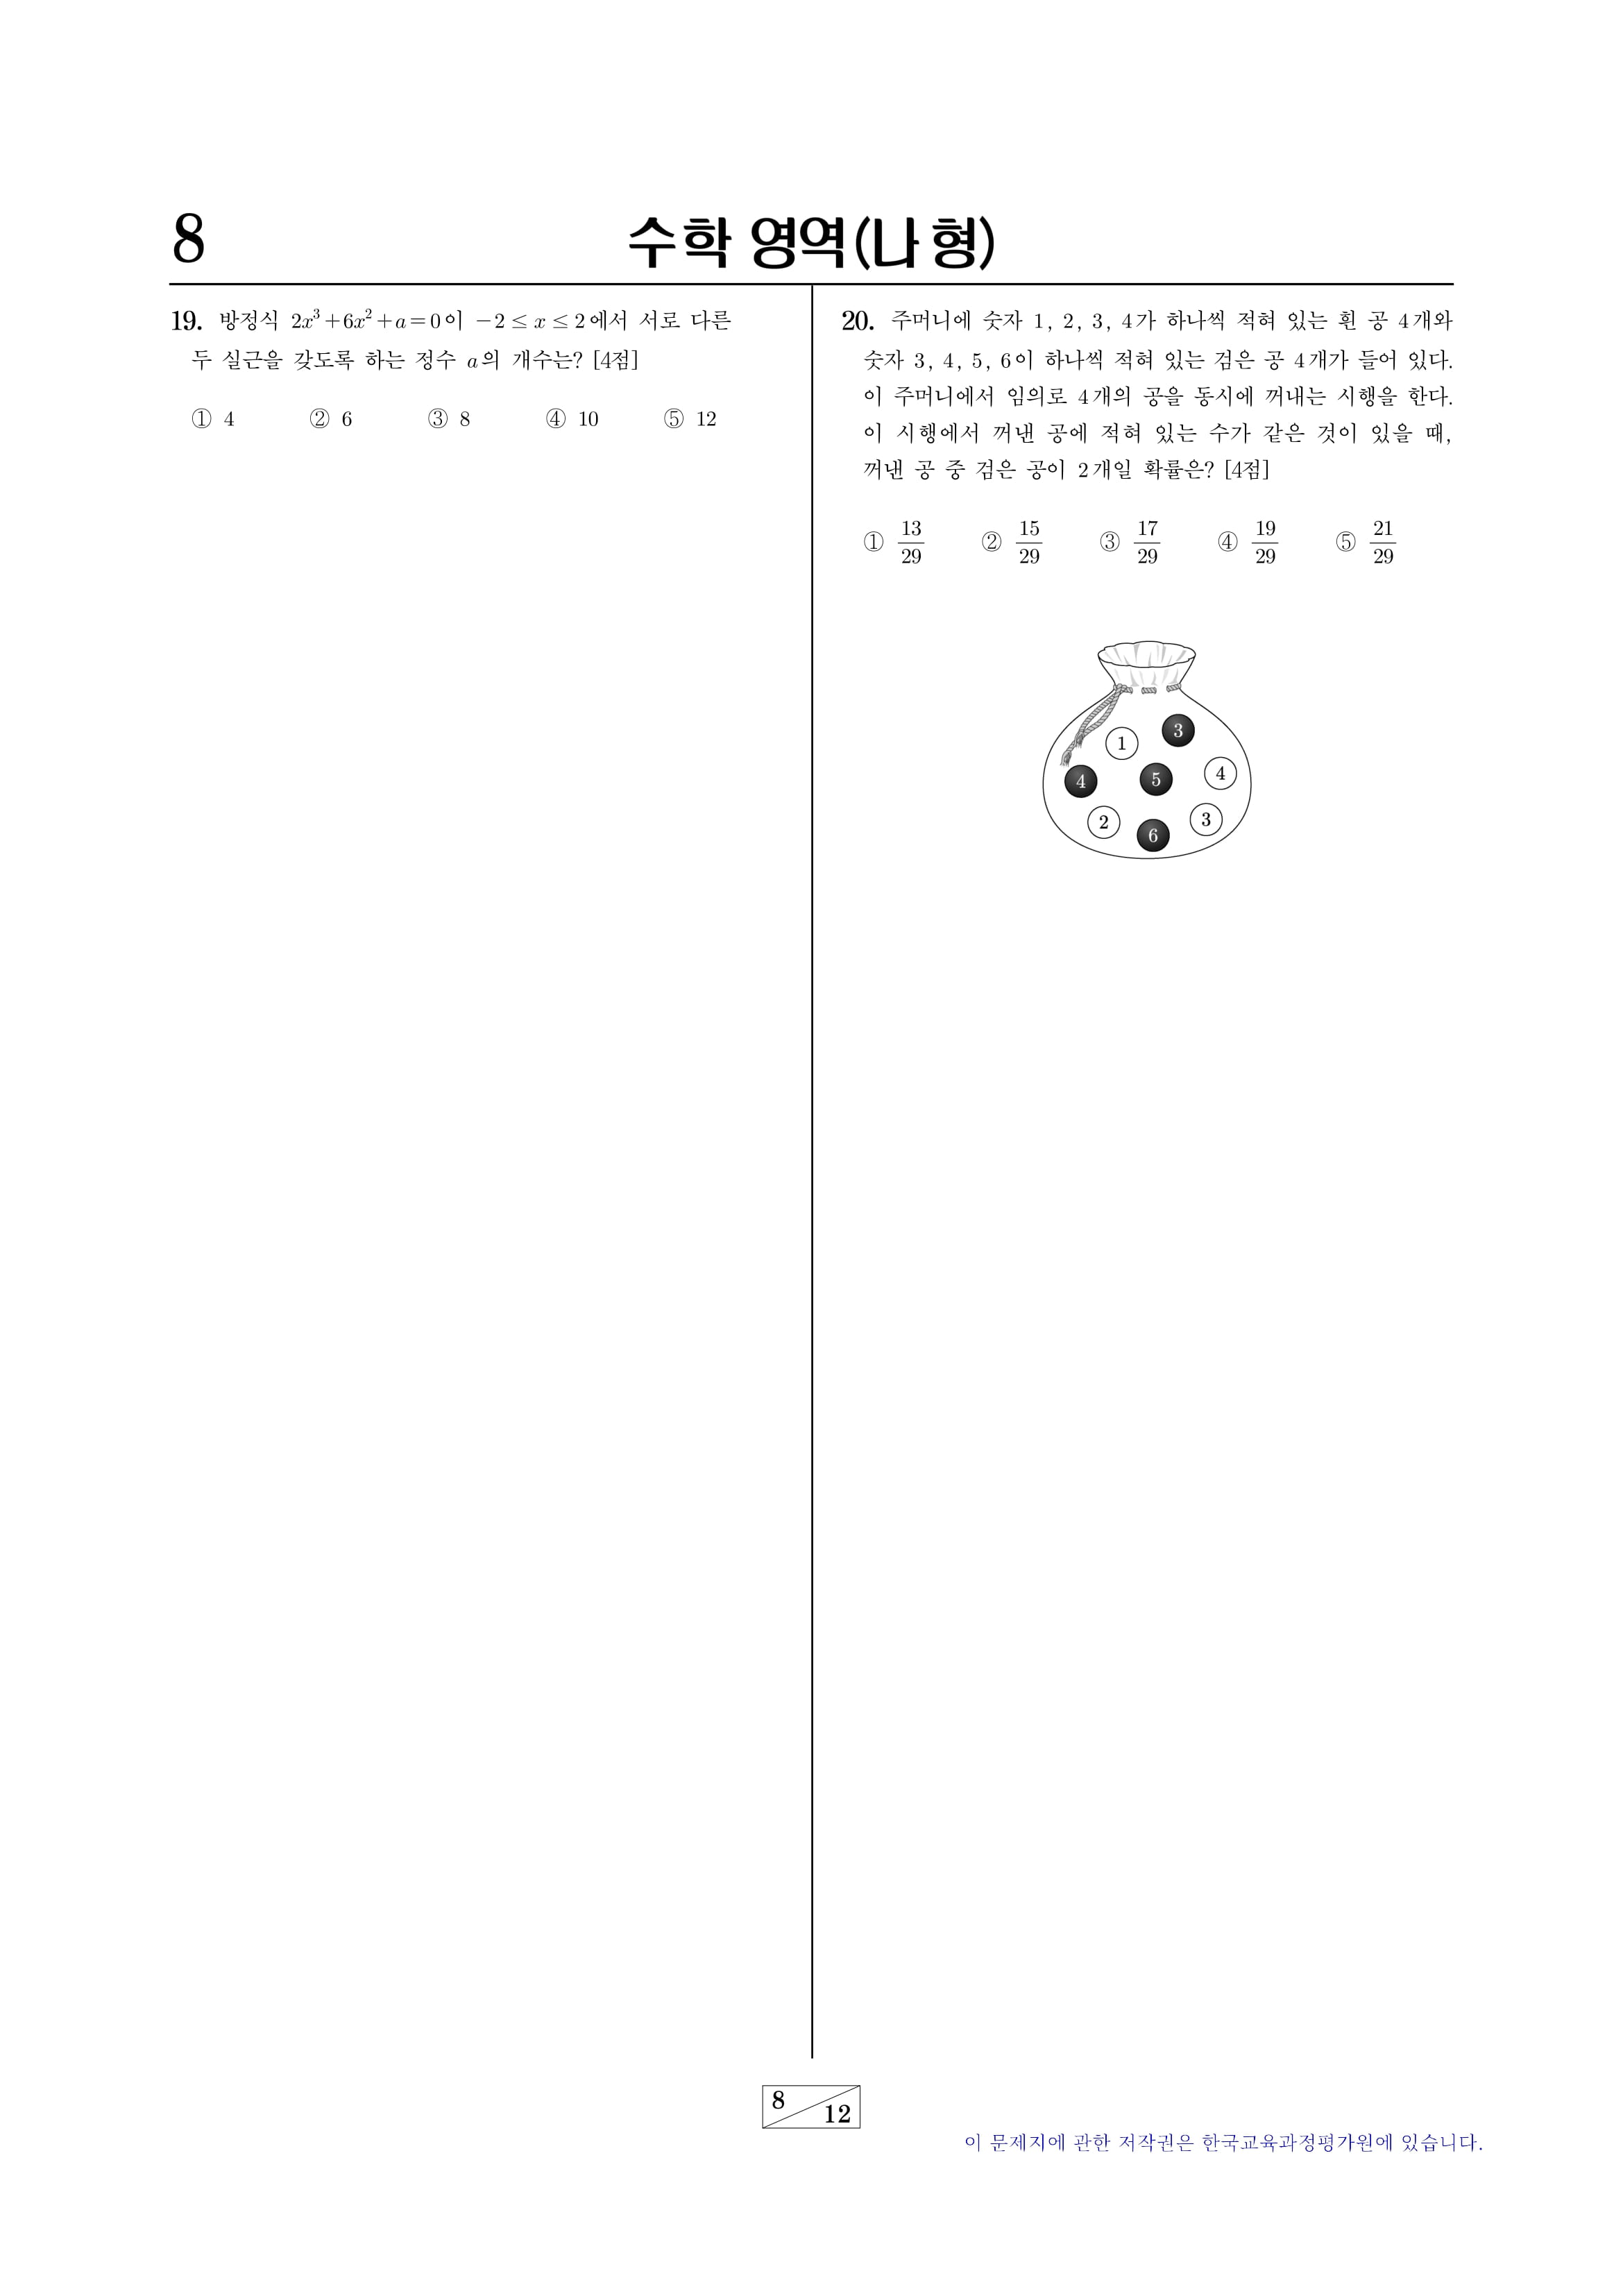 8
수학 영역(나 형)
19. 방정식 2x³+6x²+a=0이 −2≤x≤2에서 서로 다른
두 실근을 갖도록 하는 정수 a의 개수는? [4점]
① 4 ② 6 ③ 8 ④ 10 ⑤ 12
20. 주머니에 숫자 1, 2, 3, 4가 하나씩 적혀 있는 흰 공 4개와
숫자 3, 4, 5, 6이 하나씩 적혀 있는 검은 공 4개가 들어 있다.
이 주머니에서 임의로 4개의 공을 동시에 꺼내는 시행을 한다.
이 시행에서 꺼낸 공에 적혀 있는 수가 같은 것이 있을 때,
꺼낸 공 중 검은 공이 2개일 확률은? [4점]
① 13/29 ② 15/29 ③ 17/29 ④ 19/29 ⑤ 21/29
3
1
4 5 4
2 6 3
8 12
이 문제지에 관한 저작권은 한국교육과정평가원에 있습니다.